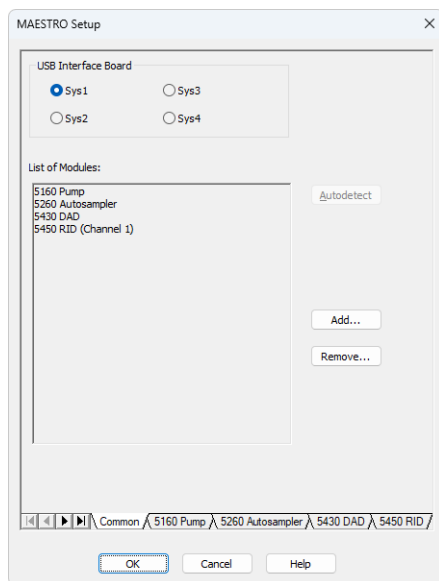 MAESTRO Setup
USB Interface Board
Sys1
Sys3
Sys2
Sys4
List of Modules:
5160 Pump
5260 Autosampler
5430 DAD
5450 RID (Channel 1)
Autodetect
Add...
Remove...
Common 5160 Pump 5260 Autosampler 5430 DAD 5450 RID
OK Cancel Help